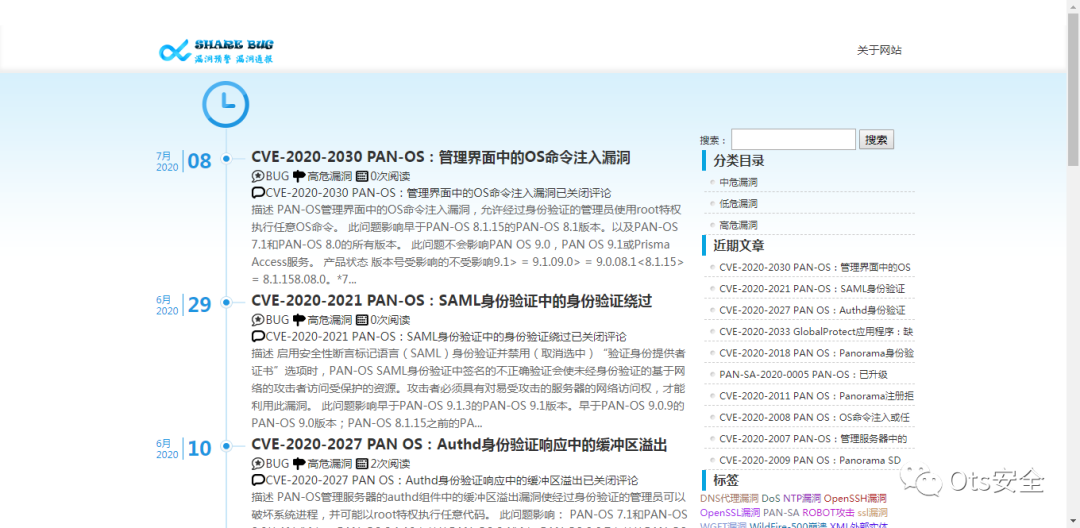 SHARE BUG
漏洞预警 漏洞通报
关于网站
7月
2020
08
CVE-2020-2030 PAN-OS：管理界面中的OS命令注入漏洞
BUG 高危漏洞 0次阅读
CVE-2020-2030 PAN-OS：管理界面中的OS命令注入漏洞已关闭评论
描述 PAN-OS管理界面中的OS命令注入漏洞，允许经过身份验证的管理员使用root特权
执行任意OS命令。 此问题影响早于PAN-OS 8.1.15的PAN-OS 8.1版本。以及PAN-OS
7.1和PAN-OS 8.0的所有版本。 此问题不会影响PAN OS 9.0，PAN OS 9.1或Prisma
Access服务。 产品状态 版本号受影响的不受影响9.1> = 9.1.09.0> = 9.0.08.1<8.1.15>
= 8.1.158.08.0。*7...
6月
2020
29
CVE-2020-2021 PAN-OS：SAML身份验证中的身份验证绕过
BUG 高危漏洞 0次阅读
CVE-2020-2021 PAN-OS：SAML身份验证中的身份验证绕过已关闭评论
描述 启用安全性断言标记语言（SAML）身份验证并禁用（取消选中）“验证身份提供者
证书”选项时，PAN-OS SAML身份验证中签名的不正确验证会使未经身份验证的基于网
络的攻击者访问受保护的资源。攻击者必须具有对易受攻击的服务器的网络访问权，才能
利用此漏洞。 此问题影响早于PAN-OS 9.1.3的PAN-OS 9.1版本。早于PAN-OS 9.0.9的
PAN-OS 9.0版本；PAN-OS 8.1.15之前的PA...
6月
2020
10
CVE-2020-2027 PAN OS：Authd身份验证响应中的缓冲区溢出
BUG 高危漏洞 2次阅读
CVE-2020-2027 PAN OS：Authd身份验证响应中的缓冲区溢出已关闭评论
描述 PAN-OS管理服务器的authd组件中的缓冲区溢出漏洞使经过身份验证的管理员可以
破坏系统进程，并可能以root特权执行任意代码。 此问题影响： PAN-OS 7.1和PAN-OS
搜索：
搜索
分类目录
中危漏洞
低危漏洞
高危漏洞
近期文章
CVE-2020-2030 PAN-OS：管理界面中的OS
CVE-2020-2021 PAN-OS：SAML身份验证
CVE-2020-2027 PAN OS：Authd身份验证
CVE-2020-2033 GlobalProtect应用程序：缺
CVE-2020-2018 PAN OS：Panorama身份验
PAN-SA-2020-0005 PAN-OS：已升级
CVE-2020-2011 PAN OS：Panorama注册拒
CVE-2020-2008 PAN OS：OS命令注入或任
CVE-2020-2007 PAN OS：管理服务器中的
CVE-2020-2009 PAN OS：Panorama SD
标签
DNS代理漏洞 DoS NTP漏洞 OpenSSH漏洞
OpenSSL漏洞 PAN-SA ROBOT攻击 ssl漏洞
WGET漏洞 WildFire-500崩溃 XML外部实体
Ots安全